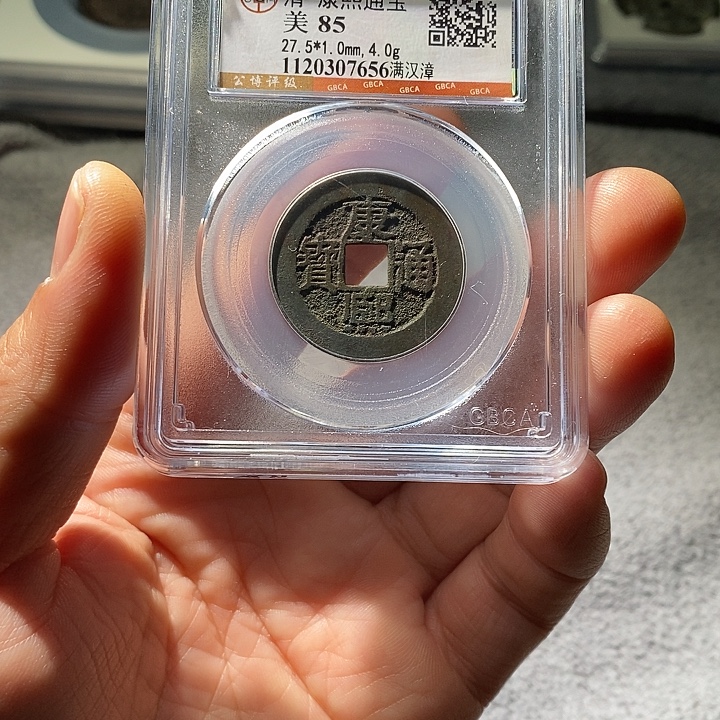 清 康熙通宝
美 85
27.5*1.0mm, 4.0g
1120307656满汉漳
公博评级 GBCA GBCA GBCA GBCA GBCA
康
寶 通
熙
GBCA